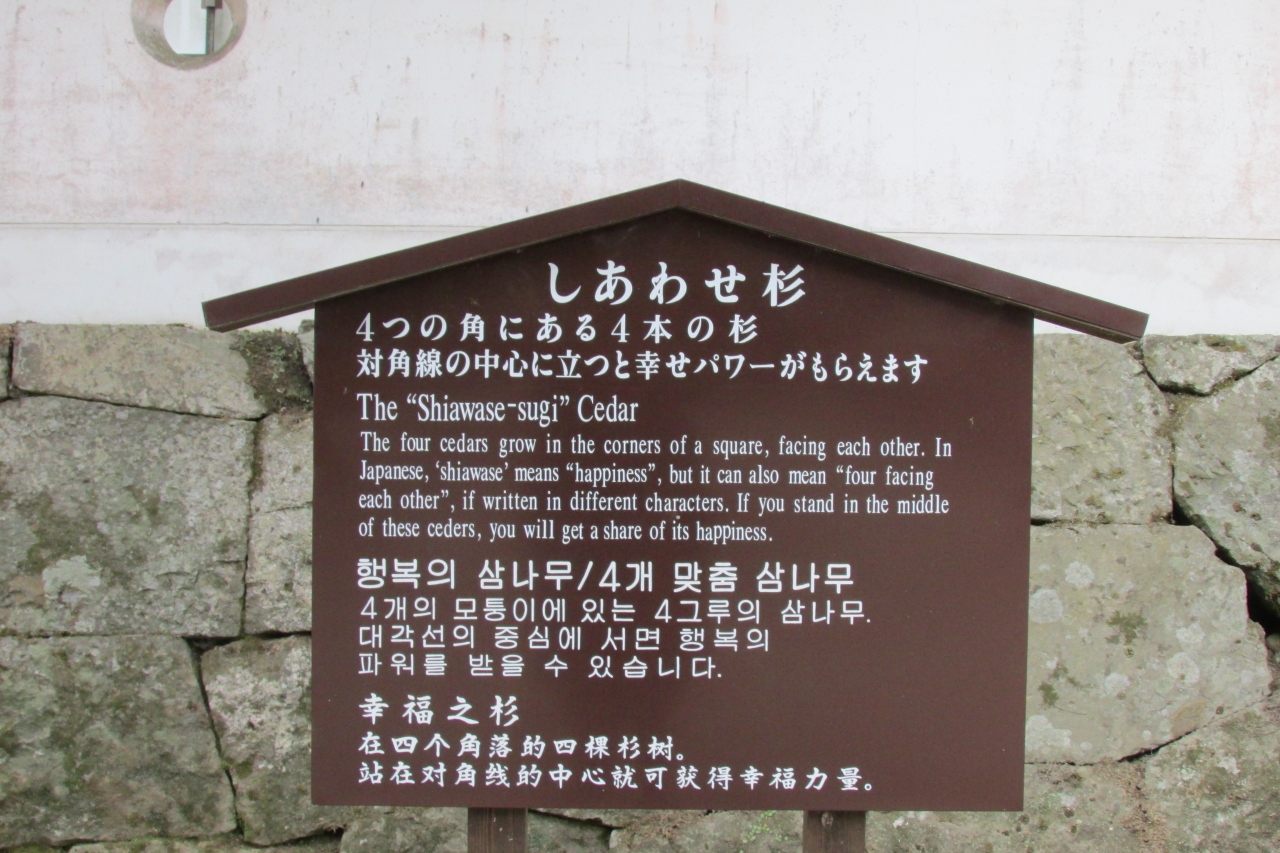 しあわせ杉
4つの角にある4本の杉
対角線の中心に立つと幸せパワーがもらえます
The “Shiawase-sugi” Cedar
The four cedars grow in the corners of a square, facing each other. In
Japanese, ‘shiawase’ means “happiness”, but it can also mean “four facing
each other”, if written in different characters. If you stand in the middle
of these ceders, you will get a share of its happiness.
행복의 삼나무/4개 맞춤 삼나무
4개의 모퉁이에 있는 4그루의 삼나무.
대각선의 중심에 서면 행복의
파워를 받을 수 있습니다.
幸福之杉
在四个角落的四棵杉树。
站在对角线的中心就可获得幸福力量。